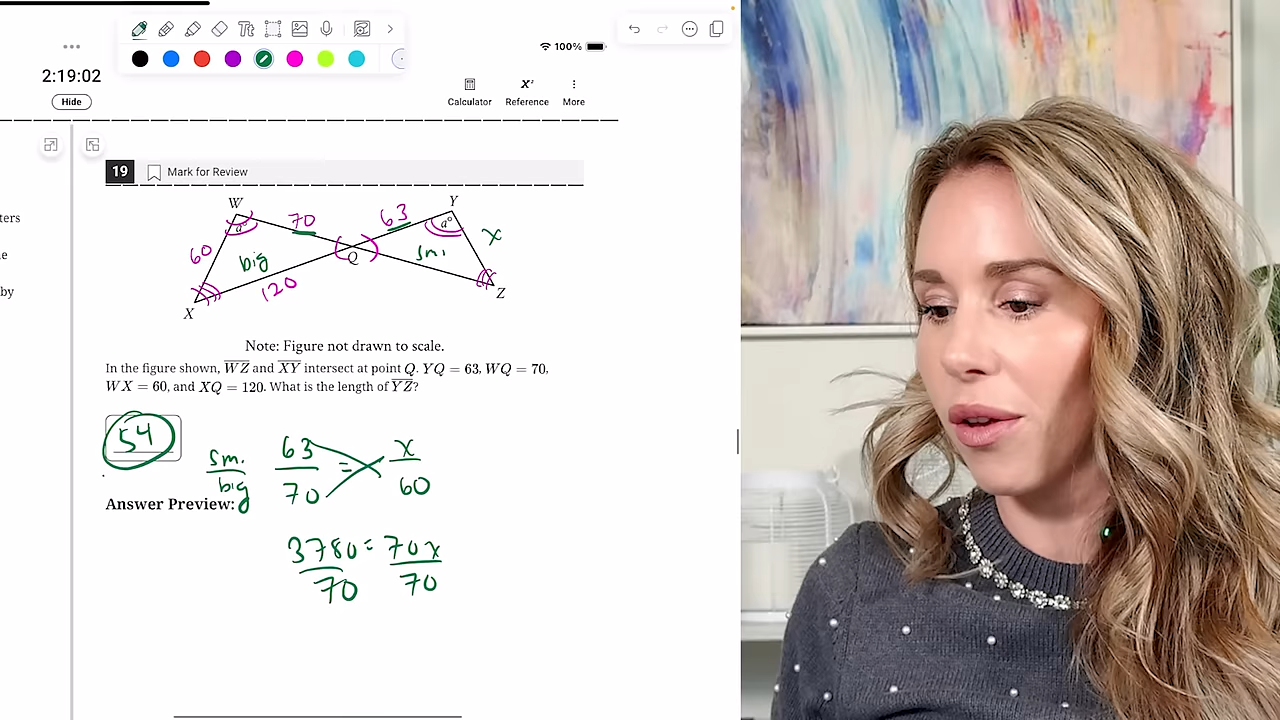 Tt
100%
2:19:02
Hide
Calculator
X²
Reference
More
19
Mark for Review
W
70
63
Y
a°
a°
x
60
big
Q
sm.
120
X
Z
ters
e
by
Note: Figure not drawn to scale.
In the figure shown, WZ and XY intersect at point Q. YQ = 63, WQ = 70,
WX = 60, and XQ = 120. What is the length of YZ?
54
sm.
big
63
70
=
x
60
Answer Preview:
3780 = 70x
70 70